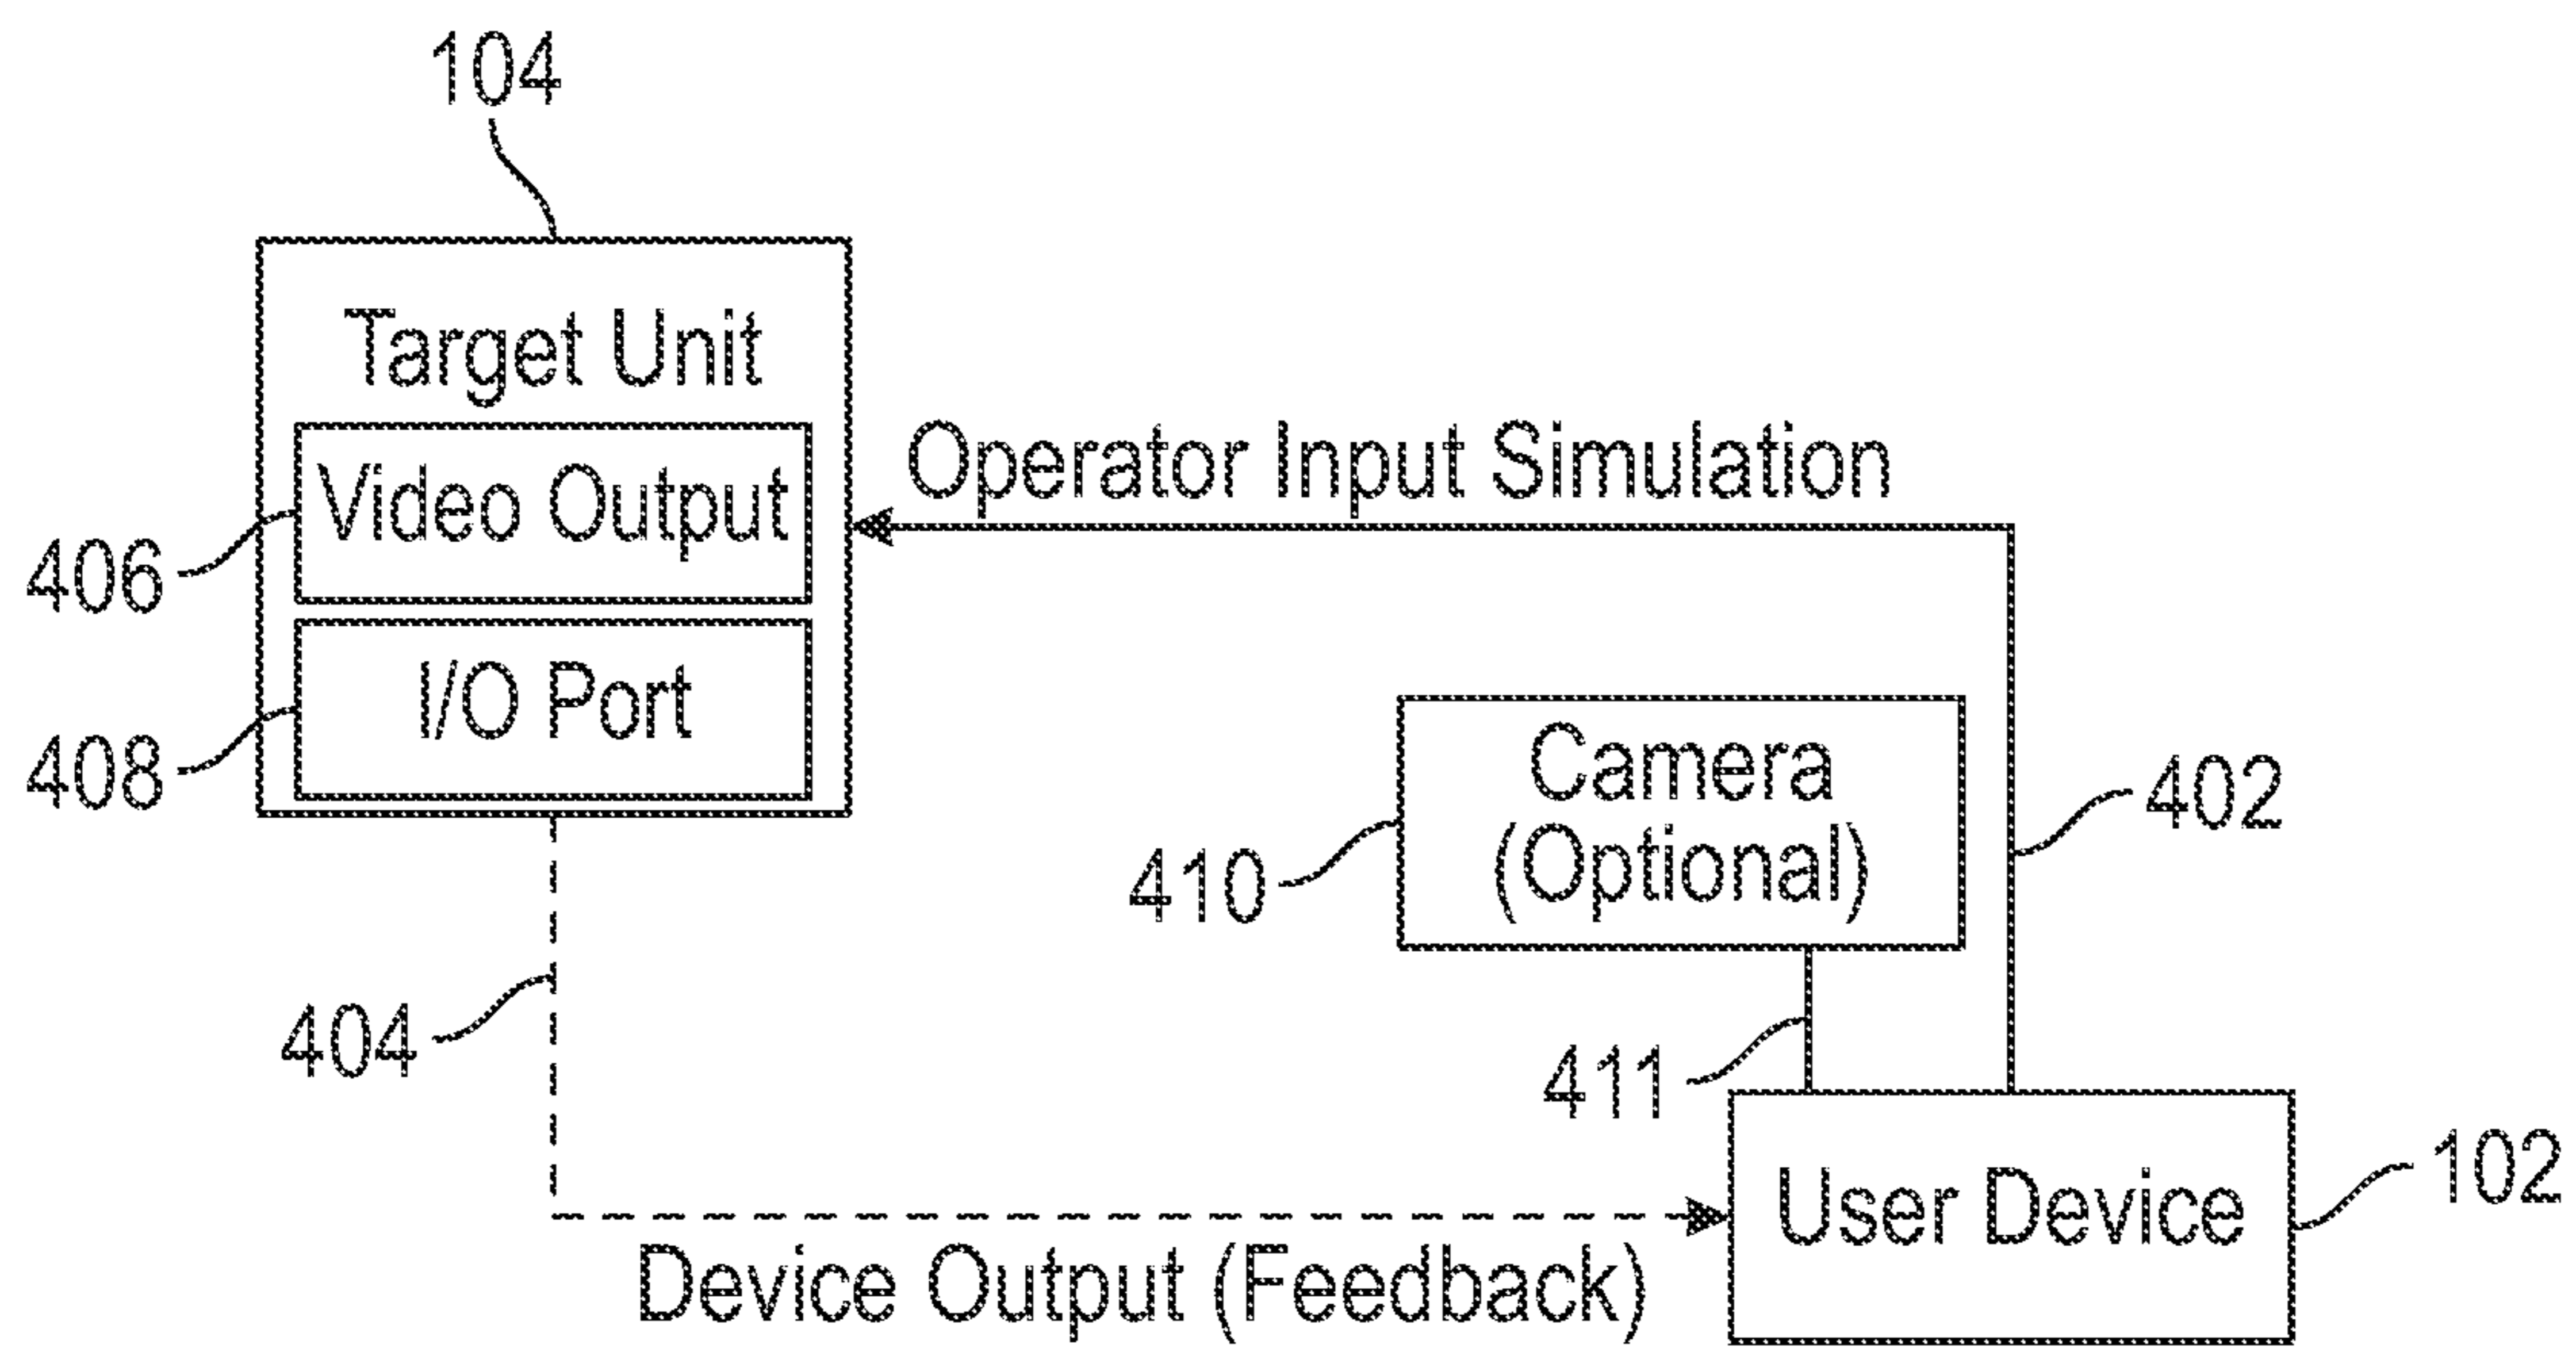 104
Target Unit
Video Output
406
I/O Port
408
Operator Input Simulation
Camera
(Optional)
410
402
404
411
User Device
102
Device Output (Feedback)